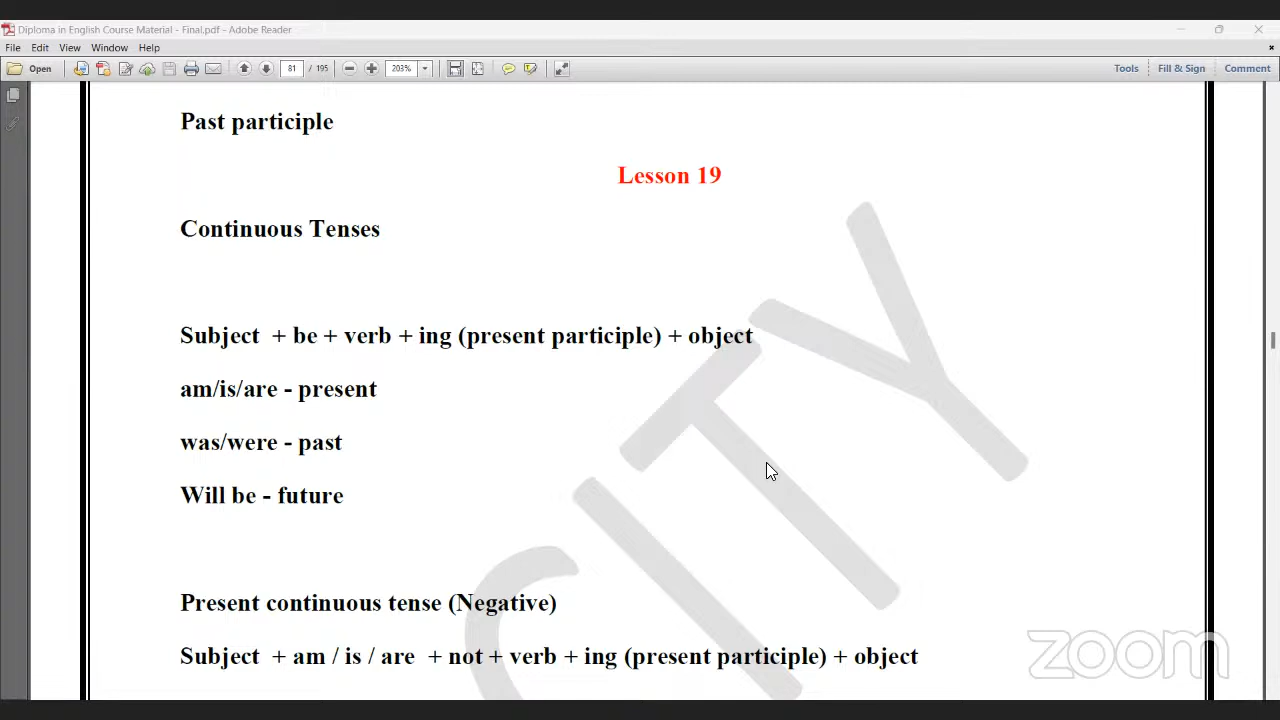 Diploma in English Course Material - Final.pdf - Adobe Reader
File Edit View Window Help
Open 81 / 195 203% Tools Fill & Sign Comment
Past participle
Lesson 19
Continuous Tenses
Subject + be + verb + ing (present participle) + object
am/is/are - present
was/were - past
Will be - future
Present continuous tense (Negative)
Subject + am / is / are + not + verb + ing (present participle) + object
CITY
zoom